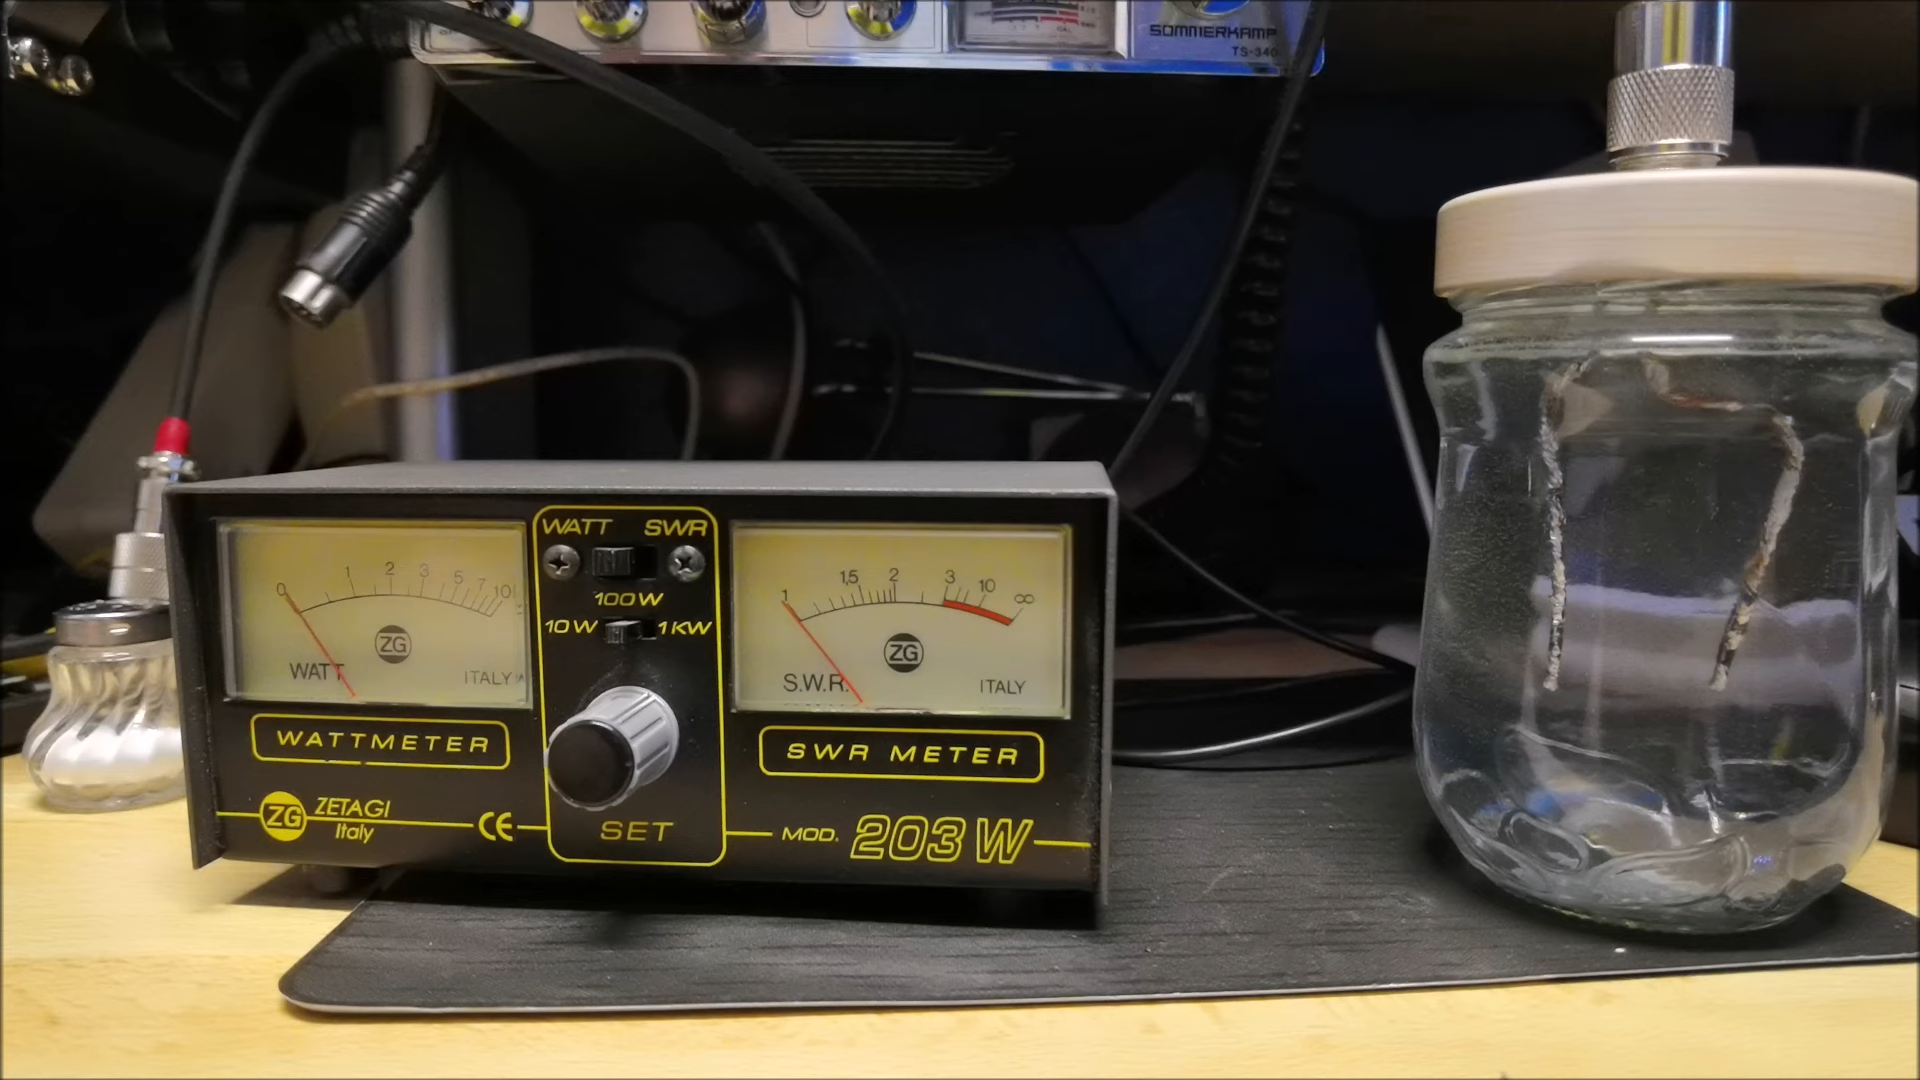 SOMMERKAMP
TS-340
WATT SWR
100W
10W 1KW
SET
0 1 2 3 5 7 10
ZG
WATT ITALY
WATTMETER
1 1,5 2 3 10 ∞
ZG
S.W.R. ITALY
SWR METER
ZG ZETAGI
Italy
CE
MOD. 203W